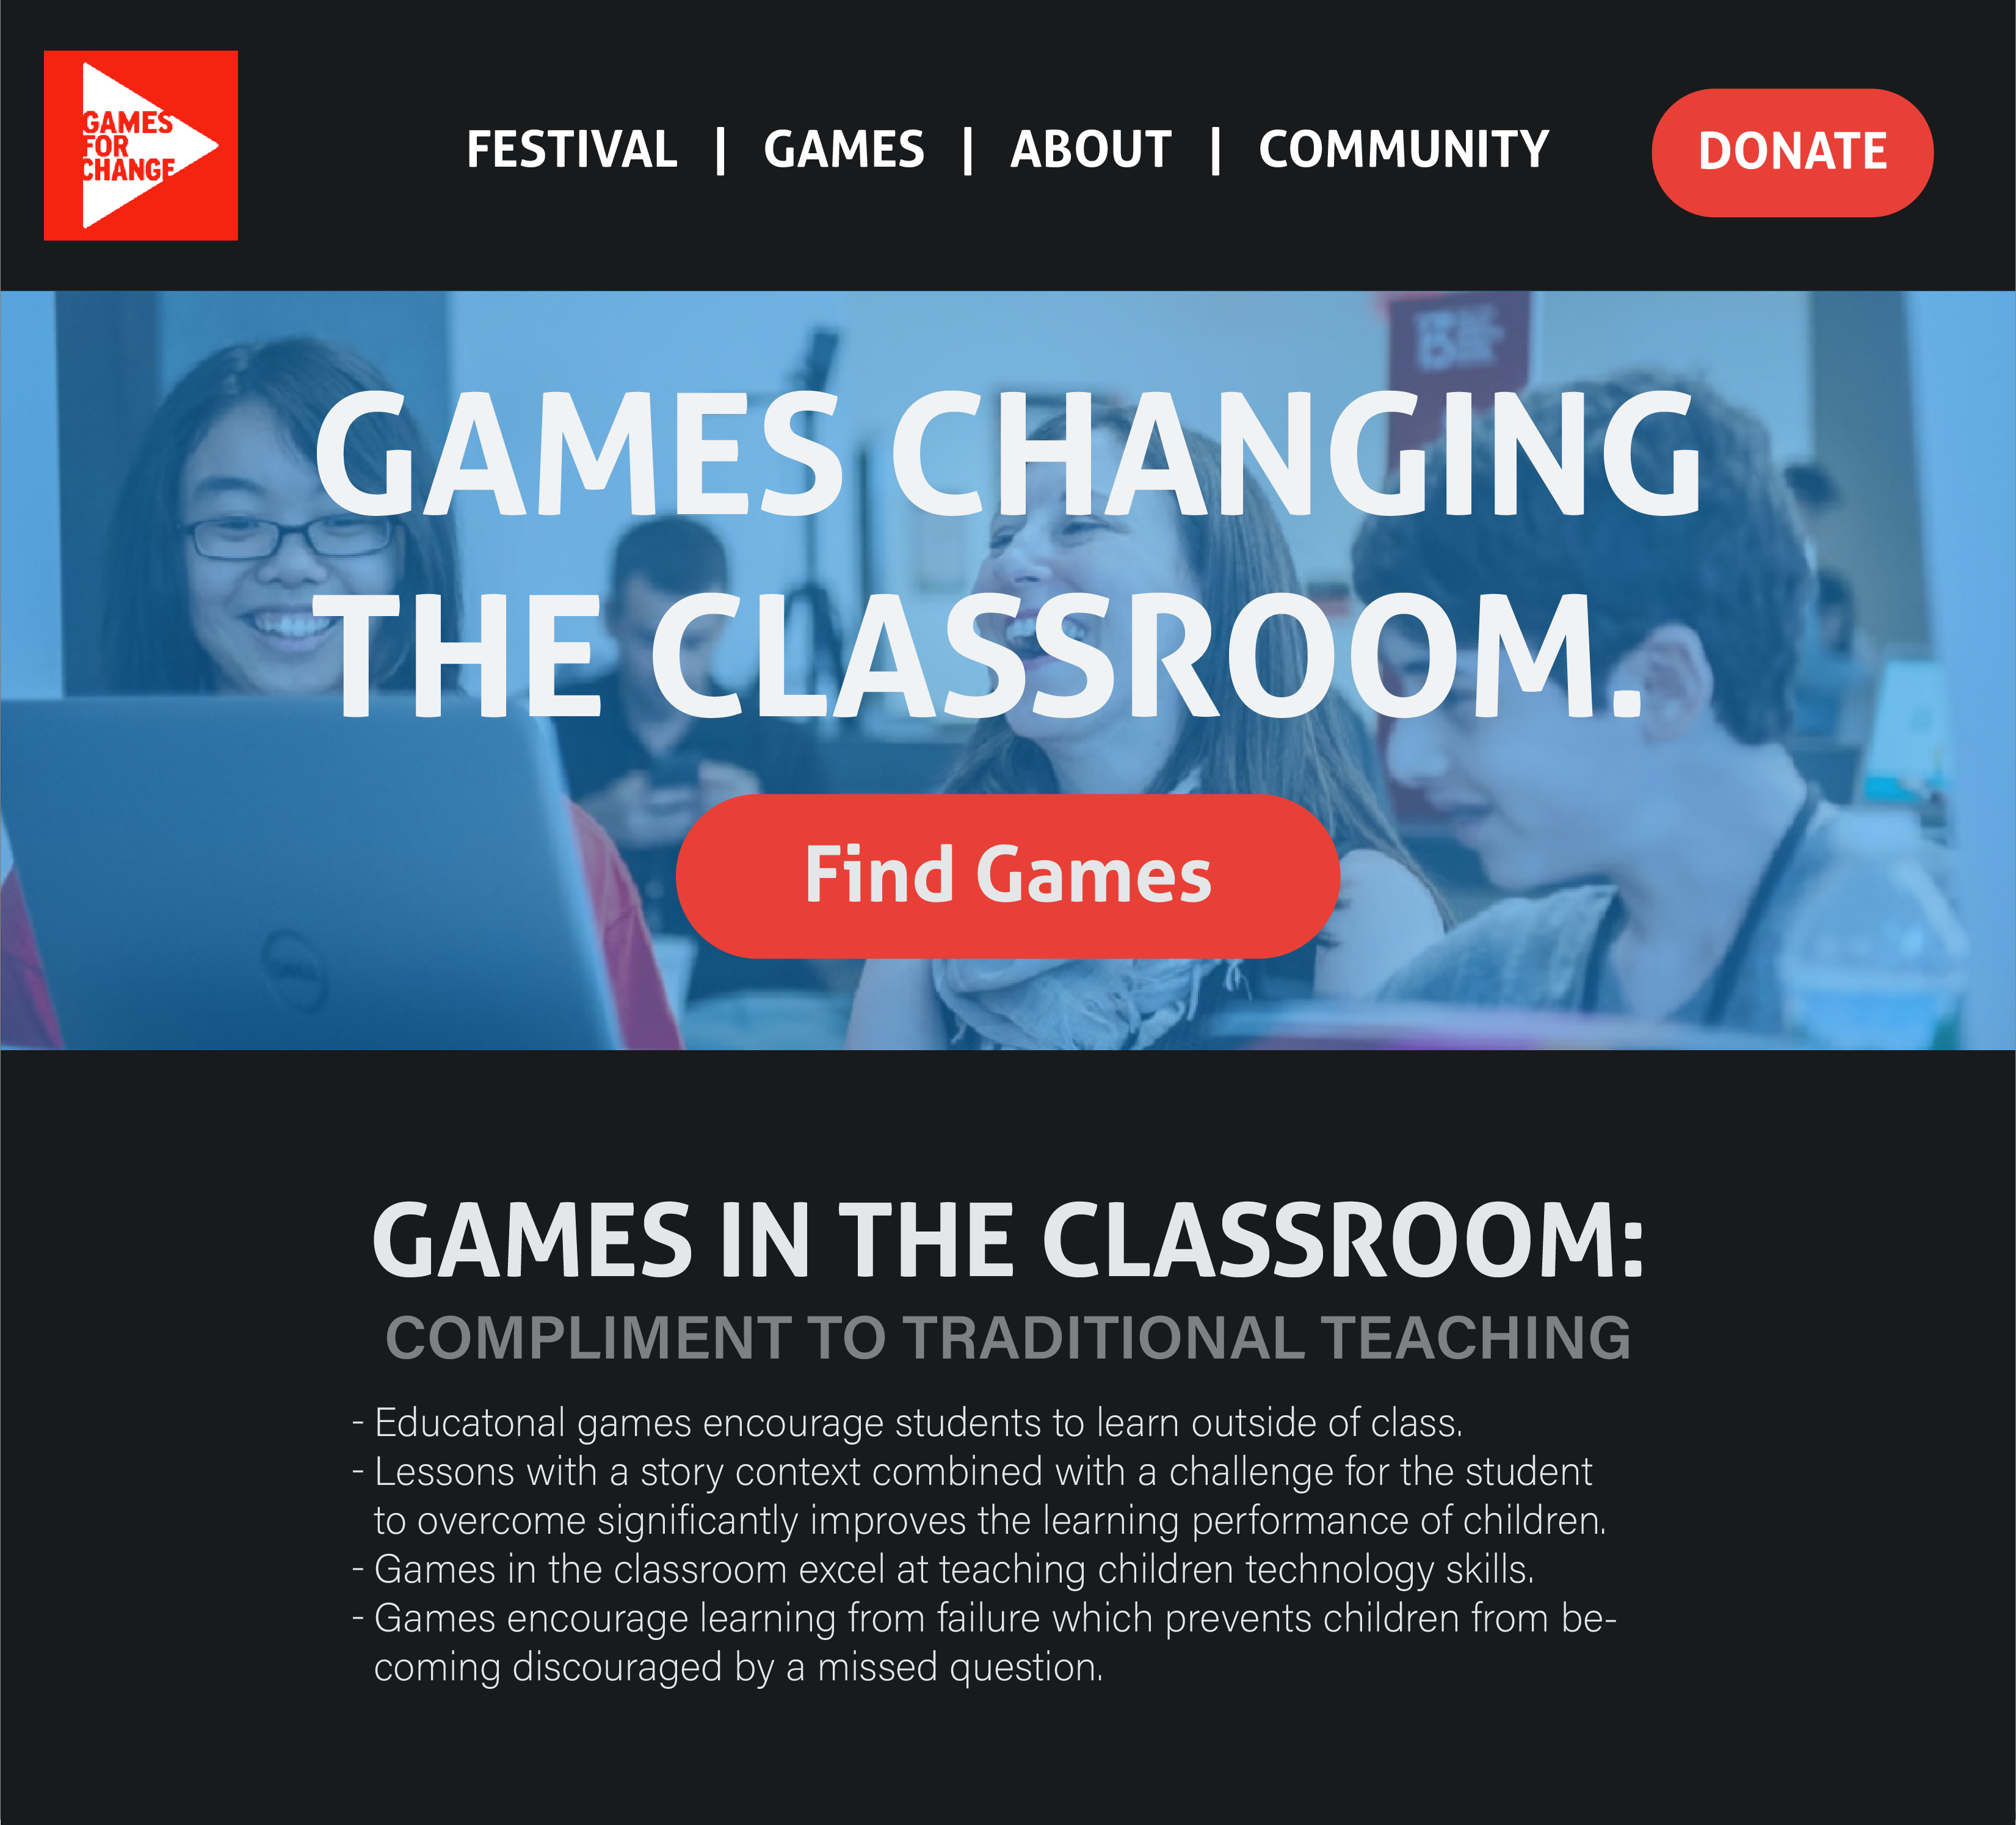 GAMES
FOR
CHANGE
FESTIVAL | GAMES | ABOUT | COMMUNITY
DONATE
GAMES CHANGING
THE CLASSROOM.
Find Games
GAMES IN THE CLASSROOM:
COMPLIMENT TO TRADITIONAL TEACHING
- Educatonal games encourage students to learn outside of class.
- Lessons with a story context combined with a challenge for the student
to overcome significantly improves the learning performance of children.
- Games in the classroom excel at teaching children technology skills.
- Games encourage learning from failure which prevents children from be-
coming discouraged by a missed question.